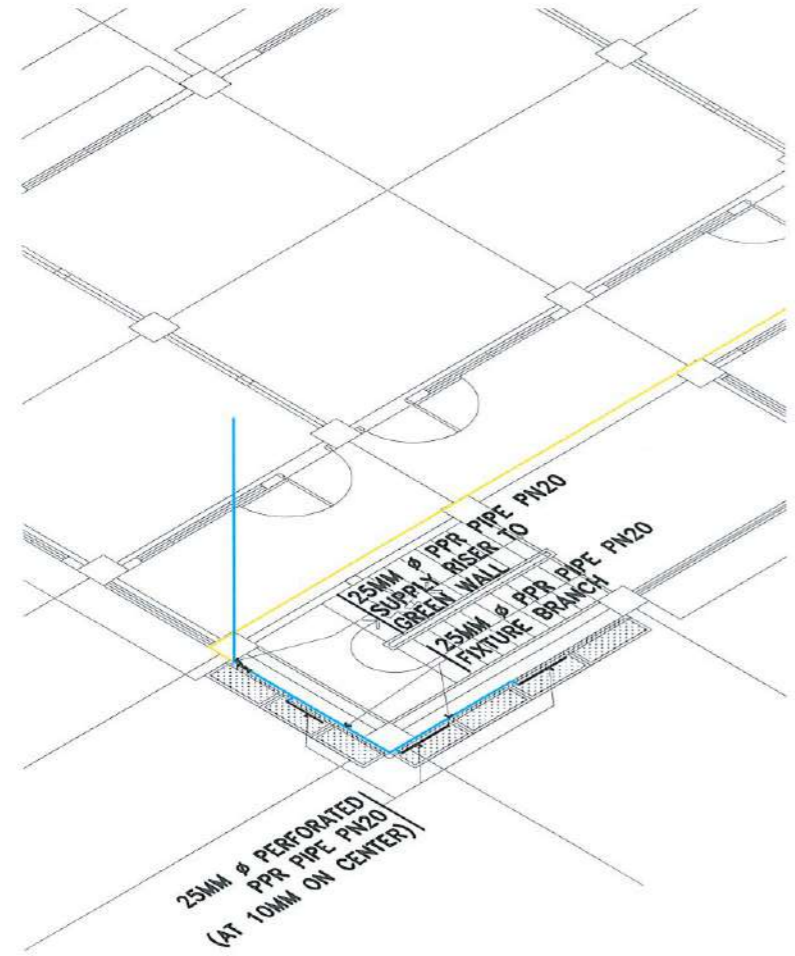 25MM ø PPR PIPE PN20
SUPPLY RISER TO
GREEN WALL
25MM ø PPR PIPE PN20
FIXTURE BRANCH
25MM ø PERFORATED
PPR PIPE PN20
(AT 10MM ON CENTER)